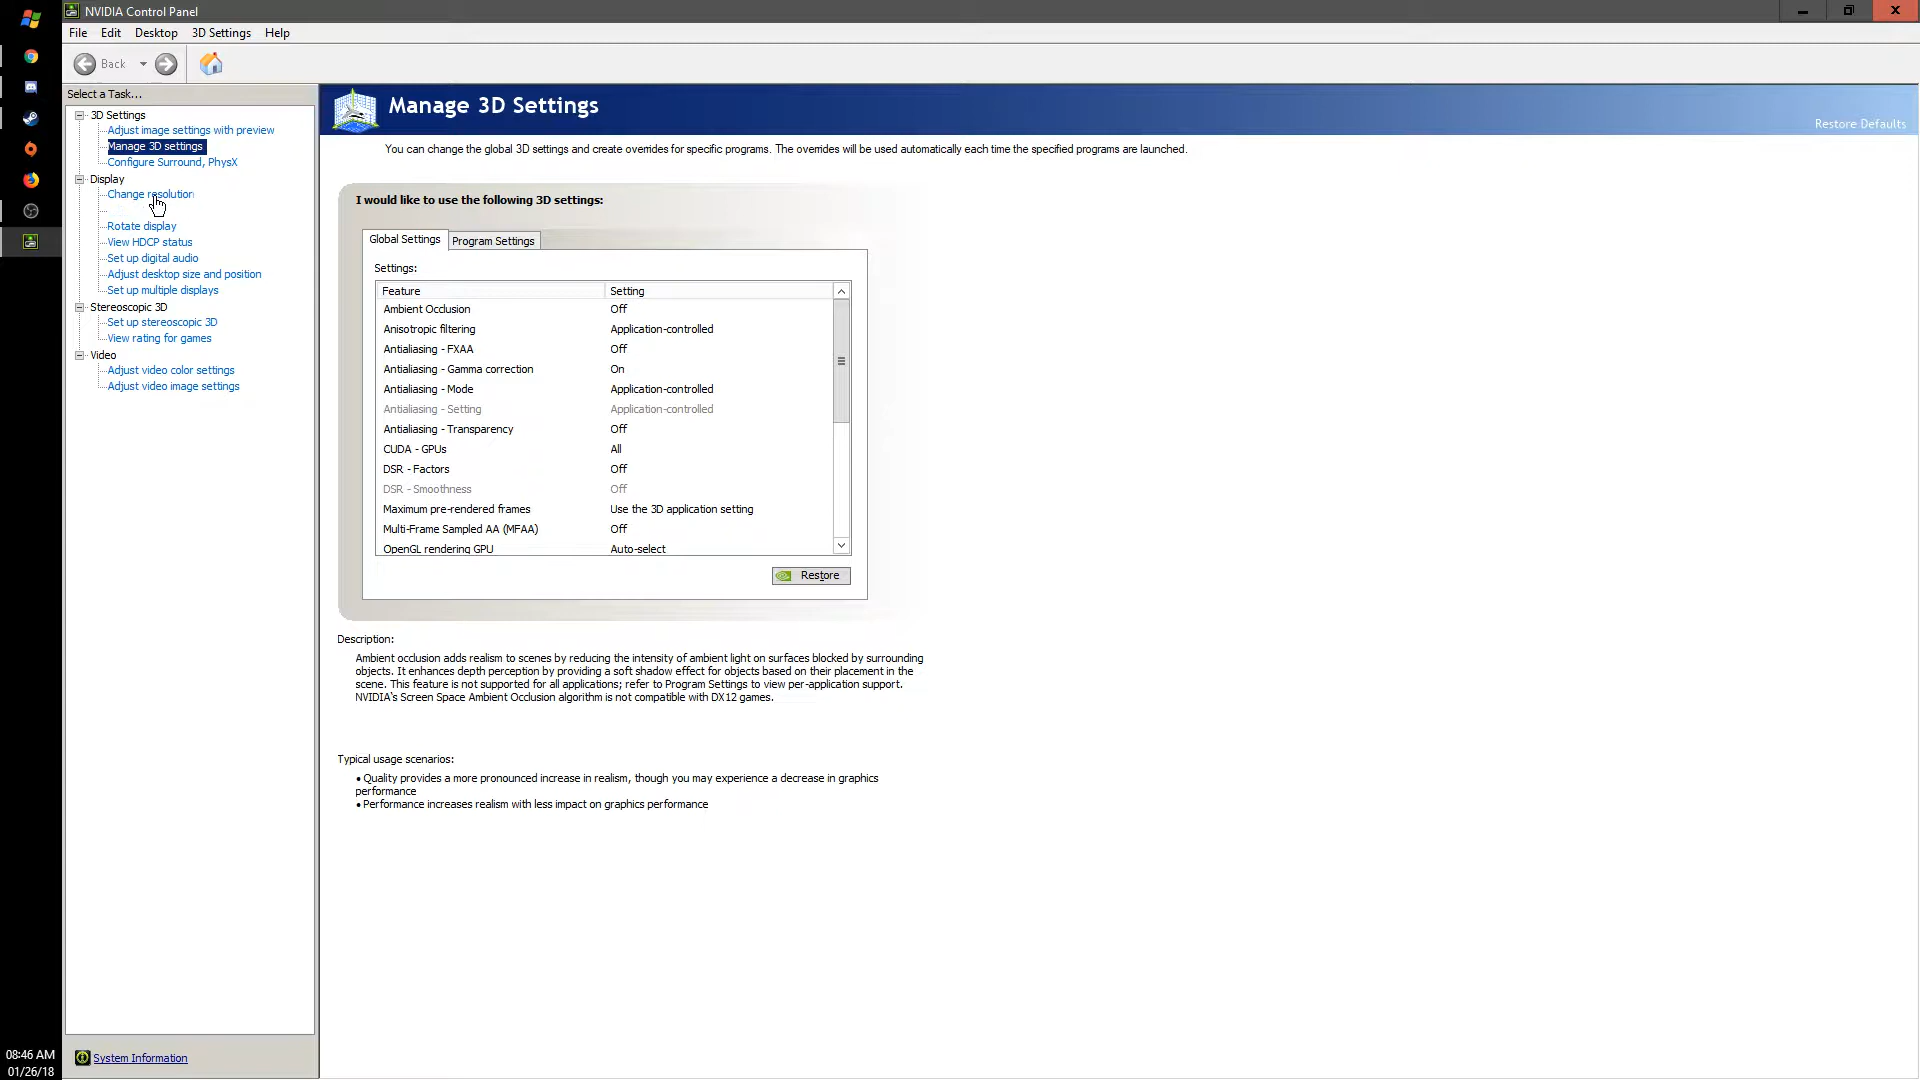 NVIDIA Control Panel
File Edit Desktop 3D Settings Help
Back
Select a Task...
3D Settings
Adjust image settings with preview
Manage 3D settings
Configure Surround, PhysX
Display
Change resolution
Rotate display
View HDCP status
Set up digital audio
Adjust desktop size and position
Set up multiple displays
Stereoscopic 3D
Set up stereoscopic 3D
View rating for games
Video
Adjust video color settings
Adjust video image settings
System Information
08:46 AM
01/26/18
Manage 3D Settings
Restore Defaults
You can change the global 3D settings and create overrides for specific programs. The overrides will be used automatically each time the specified programs are launched.
I would like to use the following 3D settings:
Global Settings Program Settings
Settings:
Feature Setting
Ambient Occlusion Off
Anisotropic filtering Application-controlled
Antialiasing - FXAA Off
Antialiasing - Gamma correction On
Antialiasing - Mode Application-controlled
Antialiasing - Setting Application-controlled
Antialiasing - Transparency Off
CUDA - GPUs All
DSR - Factors Off
DSR - Smoothness Off
Maximum pre-rendered frames Use the 3D application setting
Multi-Frame Sampled AA (MFAA) Off
OpenGL rendering GPU Auto-select
Restore
Description:
Ambient occlusion adds realism to scenes by reducing the intensity of ambient light on surfaces blocked by surrounding
objects. It enhances depth perception by providing a soft shadow effect for objects based on their placement in the
scene. This feature is not supported for all applications; refer to Program Settings to view per-application support.
NVIDIA's Screen Space Ambient Occlusion algorithm is not compatible with DX12 games.
Typical usage scenarios:
• Quality provides a more pronounced increase in realism, though you may experience a decrease in graphics
performance
• Performance increases realism with less impact on graphics performance